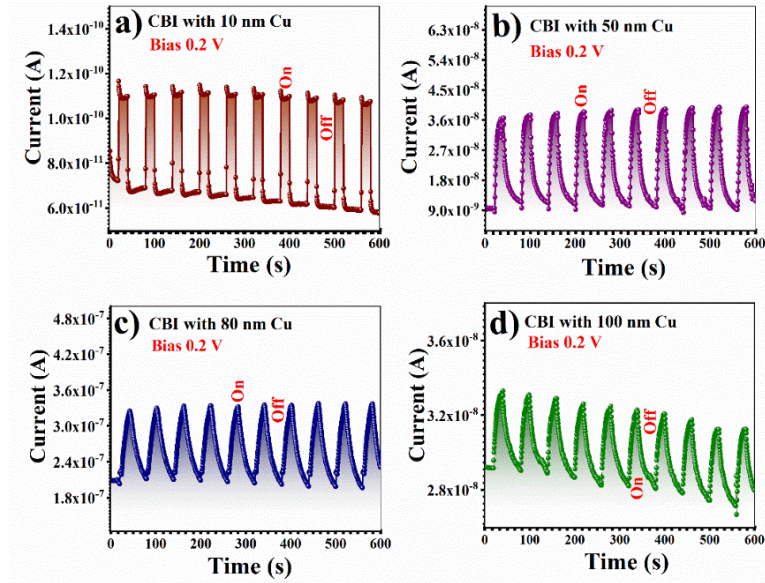 a) CBI with 10 nm Cu
Bias 0.2 V
On
Off
1.4x10⁻¹⁰
1.2x10⁻¹⁰
1.0x10⁻¹⁰
8.0x10⁻¹¹
6.0x10⁻¹¹
Current (A)
0 100 200 300 400 500 600
Time (s)
b) CBI with 50 nm Cu
Bias 0.2 V
On
Off
6.3x10⁻⁸
5.4x10⁻⁸
4.5x10⁻⁸
3.6x10⁻⁸
2.7x10⁻⁸
1.8x10⁻⁸
9.0x10⁻⁹
Current (A)
0 100 200 300 400 500 600
Time (s)
c) CBI with 80 nm Cu
Bias 0.2 V
On
Off
4.8x10⁻⁷
4.2x10⁻⁷
3.6x10⁻⁷
3.0x10⁻⁷
2.4x10⁻⁷
1.8x10⁻⁷
Current (A)
0 100 200 300 400 500 600
Time (s)
d) CBI with 100 nm Cu
Bias 0.2 V
Off
On
3.6x10⁻⁸
3.2x10⁻⁸
2.8x10⁻⁸
Current (A)
0 100 200 300 400 500 600
Time (s)